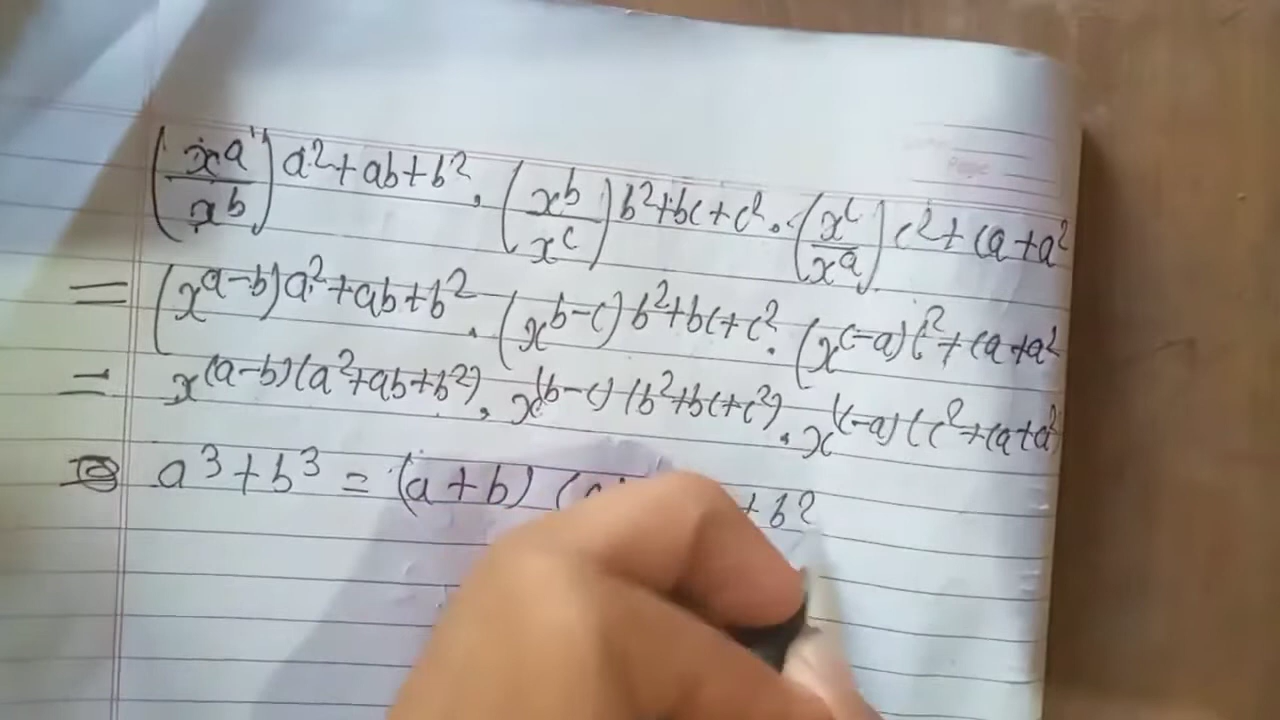 (x^a/x^b) a²+ab+b² . (x^b/x^c) b²+bc+c² . (x^c/x^a) c²+ca+a²
= (x^a-b) a²+ab+b² . (x^b-c) b²+bc+c² . (x^c-a) c²+ca+a²
= x^(a-b)(a²+ab+b²) . x^(b-c)(b²+bc+c²) . x^(c-a)(c²+ca+a²)
a³+b³ = (a+b) (a +b²